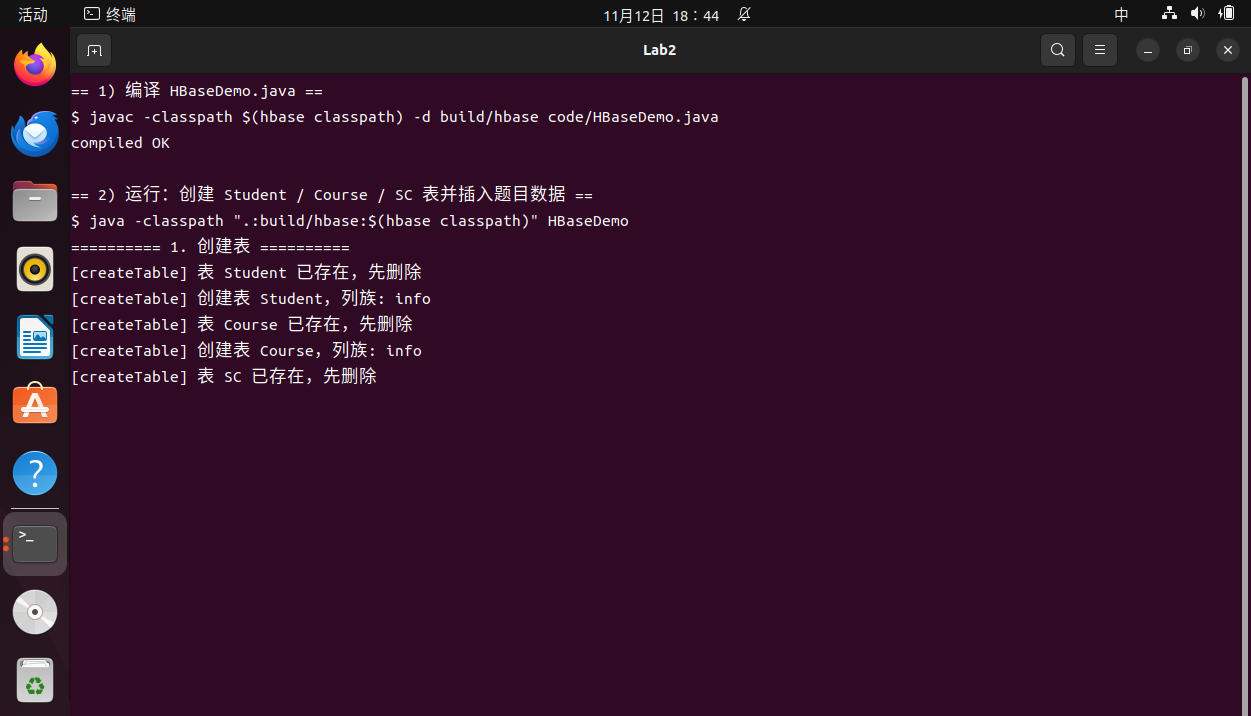 活动
终端
11月12日 18：44
中
Lab2
== 1) 编译 HBaseDemo.java ==
$ javac -classpath $(hbase classpath) -d build/hbase code/HBaseDemo.java
compiled OK
== 2) 运行：创建 Student / Course / SC 表并插入题目数据 ==
$ java -classpath ".:build/hbase:$(hbase classpath)" HBaseDemo
========== 1. 创建表 ==========
[createTable] 表 Student 已存在，先删除
[createTable] 创建表 Student，列族: info
[createTable] 表 Course 已存在，先删除
[createTable] 创建表 Course，列族: info
[createTable] 表 SC 已存在，先删除